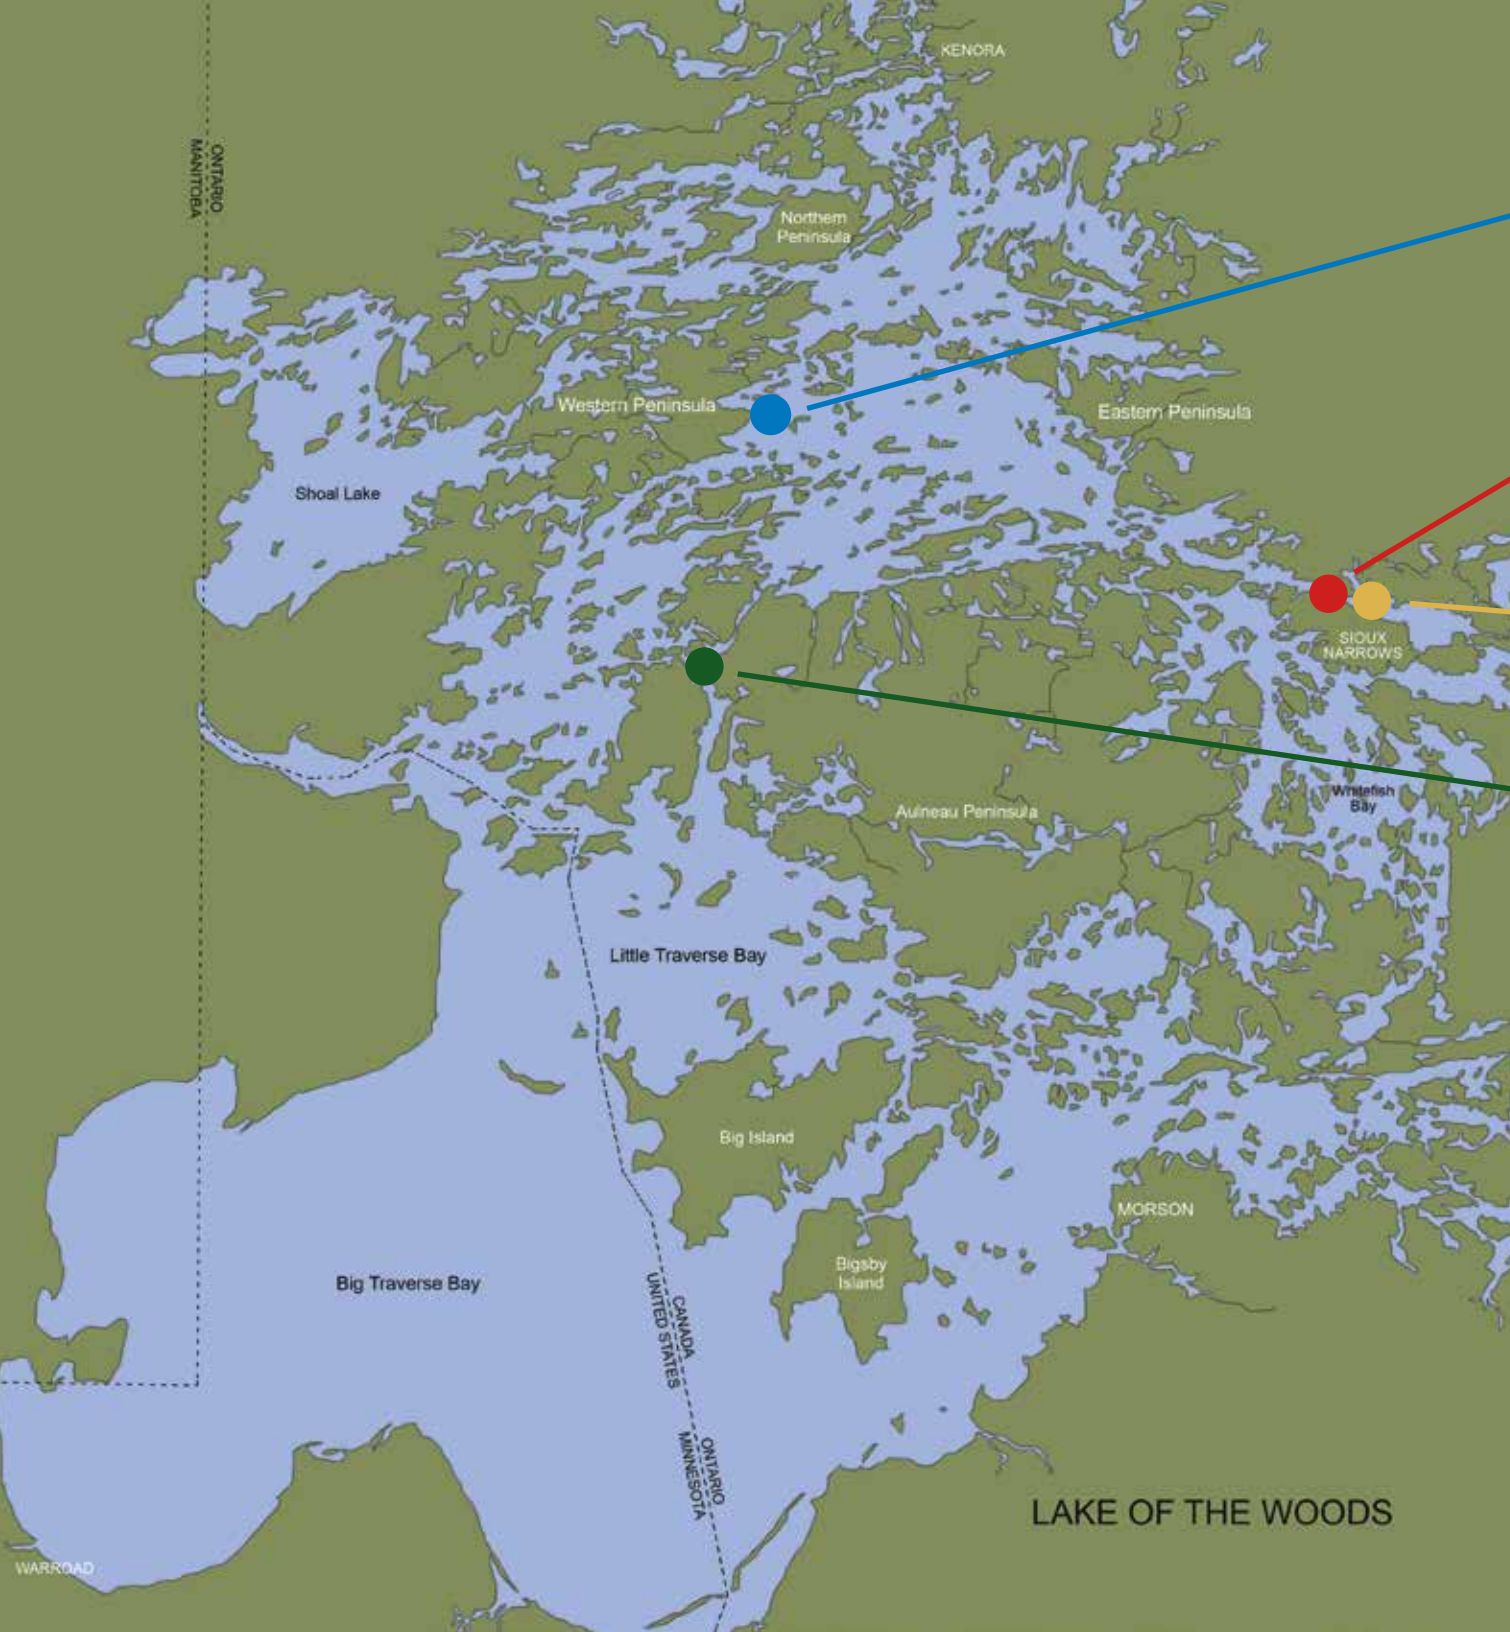 KENORA
ONTARIO
MANITOBA
Northern
Peninsula
Western Peninsula
Eastern Peninsula
Shoal Lake
SIOUX
NARROWS
Whitefish
Bay
Aulneau Peninsula
Little Traverse Bay
Big Island
MORSON
Bigsby
Island
Big Traverse Bay
CANADA
UNITED STATES
ONTARIO
MINNESOTA
LAKE OF THE WOODS
WARROAD